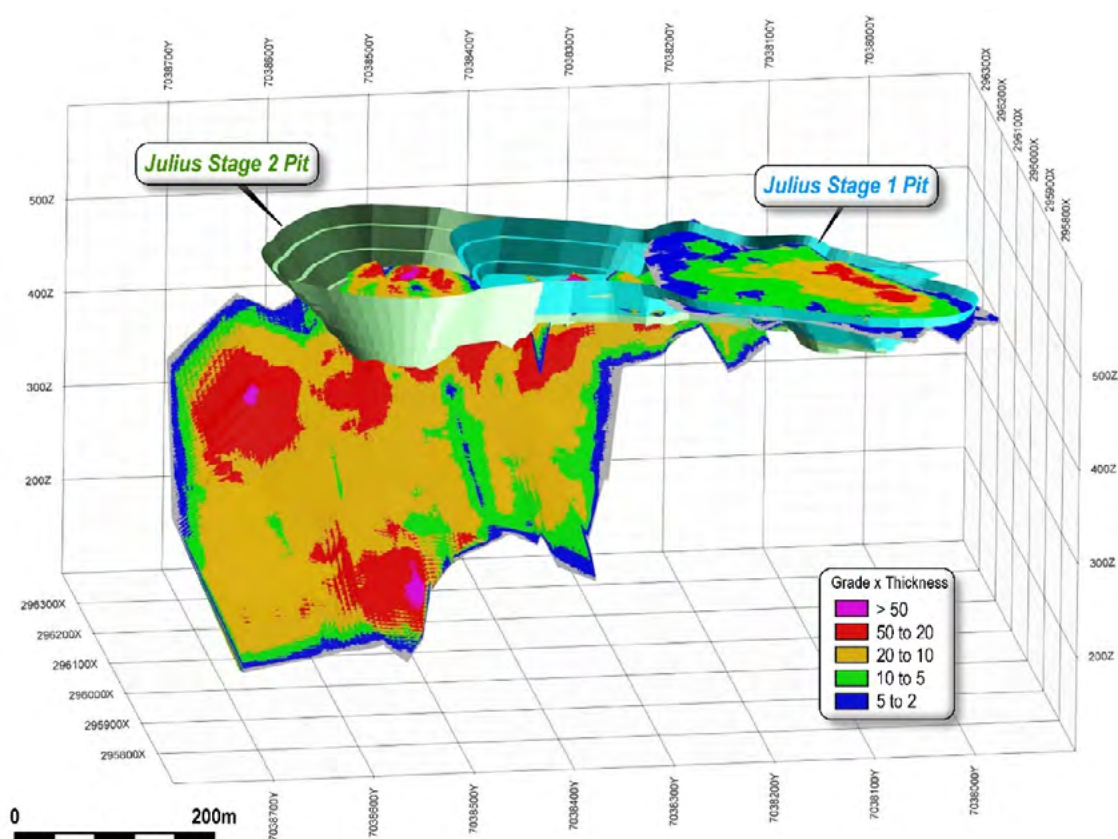 7038700Y
7038600Y
7038500Y
7038400Y
7038300Y
7038200Y
7038100Y
7038000Y
296300X
296200X
296100X
296000X
295900X
295800X
Julius Stage 2 Pit
Julius Stage 1 Pit
500Z
400Z
300Z
200Z
500Z
400Z
300Z
200Z
296300X
296200X
296100X
296000X
295900X
295800X
Grade x Thickness
> 50
50 to 20
20 to 10
10 to 5
5 to 2
7038700Y
7038600Y
7038500Y
7038400Y
7038300Y
7038200Y
7038100Y
7038000Y
0 200m